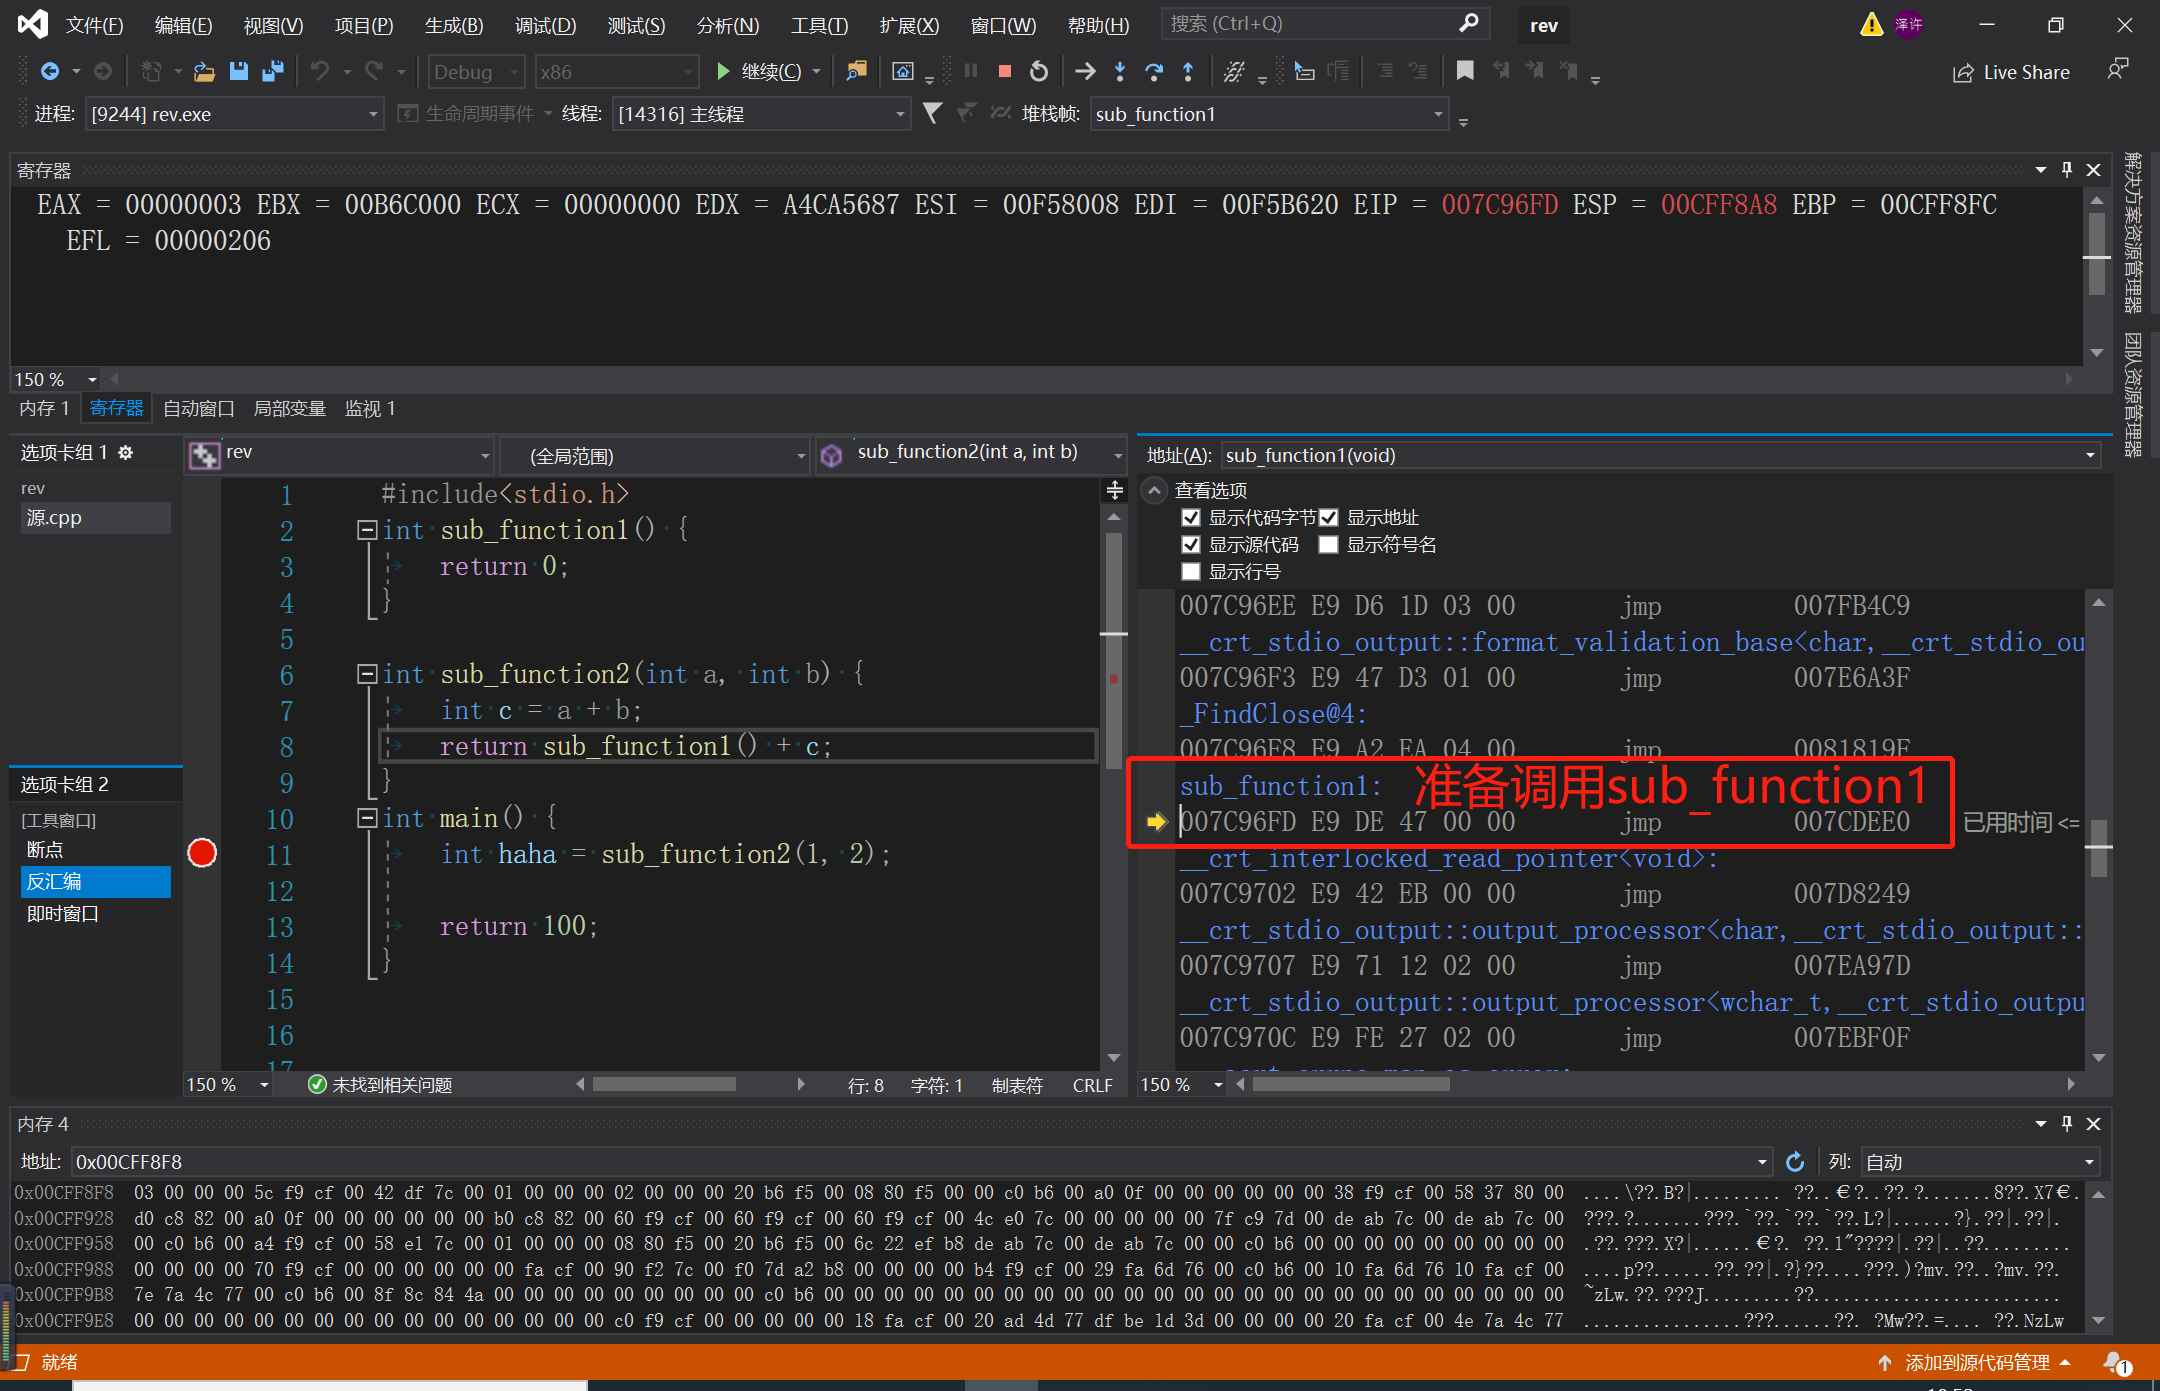 文件(F) 编辑(E) 视图(V) 项目(P) 生成(B) 调试(D) 测试(S) 分析(N) 工具(T) 扩展(X) 窗口(W) 帮助(H) 搜索 (Ctrl+Q) rev 泽许
Debug x86 继续(C) Live Share
进程: [9244] rev.exe 生命周期事件 线程: [14316] 主线程 堆栈帧: sub_function1
寄存器
EAX = 00000003 EBX = 00B6C000 ECX = 00000000 EDX = A4CA5687 ESI = 00F58008 EDI = 00F5B620 EIP = 007C96FD ESP = 00CFF8A8 EBP = 00CFF8FC
EFL = 00000206
150 %
内存 1 寄存器 自动窗口 局部变量 监视 1
解决方案资源管理器
团队资源管理器
选项卡组 1
rev
源.cpp
选项卡组 2
[工具窗口]
断点
反汇编
即时窗口
rev (全局范围) sub_function2(int a, int b)
1 #include<stdio.h>
2 int sub_function1() {
3 return 0;
4 }
5
6 int sub_function2(int a, int b) {
7 int c = a + b;
8 return sub_function1() + c;
9 }
10 int main() {
11 int haha = sub_function2(1, 2);
12
13 return 100;
14 }
15
16
17
150 % 未找到相关问题 行: 8 字符: 1 制表符 CRLF
地址(A): sub_function1(void)
查看选项
显示代码字节 显示地址
显示源代码 显示符号名
显示行号
007C96EE E9 D6 1D 03 00 jmp 007FB4C9
__crt_stdio_output::format_validation_base<char,__crt_stdio_ou
007C96F3 E9 47 D3 01 00 jmp 007E6A3F
_FindClose@4:
007C96F8 E9 A2 EA 04 00 jmp 0081819F
sub_function1: 准备调用sub_function1
007C96FD E9 DE 47 00 00 jmp 007CDEE0 已用时间 <=
__crt_interlocked_read_pointer<void>:
007C9702 E9 42 EB 00 00 jmp 007D8249
__crt_stdio_output::output_processor<char,__crt_stdio_output::
007C9707 E9 71 12 02 00 jmp 007EA97D
__crt_stdio_output::output_processor<wchar_t,__crt_stdio_outpu
007C970C E9 FE 27 02 00 jmp 007EBF0F
150 %
内存 4
地址: 0x00CFF8F8 列: 自动
0x00CFF8F8 03 00 00 00 5c f9 cf 00 42 df 7c 00 01 00 00 00 02 00 00 00 20 b6 f5 00 08 80 f5 00 00 c0 b6 00 a0 0f 00 00 00 00 00 00 38 f9 cf 00 58 37 80 00 ....\??.B?|......... ??..€?..??.?.......8??.X7€.
0x00CFF928 d0 c8 82 00 a0 0f 00 00 00 00 00 00 b0 c8 82 00 60 f9 cf 00 60 f9 cf 00 60 f9 cf 00 4c e0 7c 00 00 00 00 00 7f c9 7d 00 de ab 7c 00 de ab 7c 00 ???.?.......???.`??.`??.`??.L?|......?}.??|.??|.
0x00CFF958 00 c0 b6 00 a4 f9 cf 00 58 e1 7c 00 01 00 00 00 08 80 f5 00 20 b6 f5 00 6c 22 ef b8 de ab 7c 00 de ab 7c 00 00 c0 b6 00 00 00 00 00 00 00 00 00 .??.???.X?|......€?. ??.l"????|.??|..??.........
0x00CFF988 00 00 00 00 70 f9 cf 00 00 00 00 00 00 fa cf 00 90 f2 7c 00 f0 7d a2 b8 00 00 00 00 b4 f9 cf 00 29 fa 6d 76 00 c0 b6 00 10 fa 6d 76 10 fa cf 00 ....p??......??.??|.?}??....???.)?mv.??..?mv.??.
0x00CFF9B8 7e 7a 4c 77 00 c0 b6 00 8f 8c 84 4a 00 00 00 00 00 00 00 00 00 c0 b6 00 00 00 00 00 00 00 00 00 00 00 00 00 00 00 00 00 00 00 00 00 00 00 00 00 ~zLw.??.???J.........??.........................
0x00CFF9E8 00 00 00 00 00 00 00 00 00 00 00 00 00 00 00 00 c0 f9 cf 00 00 00 00 00 18 fa cf 00 20 ad 4d 77 df be 1d 3d 00 00 00 00 20 fa cf 00 4e 7a 4c 77 ................???......??. ?Mw??.=.... ??.NzLw
就绪 添加到源代码管理 1